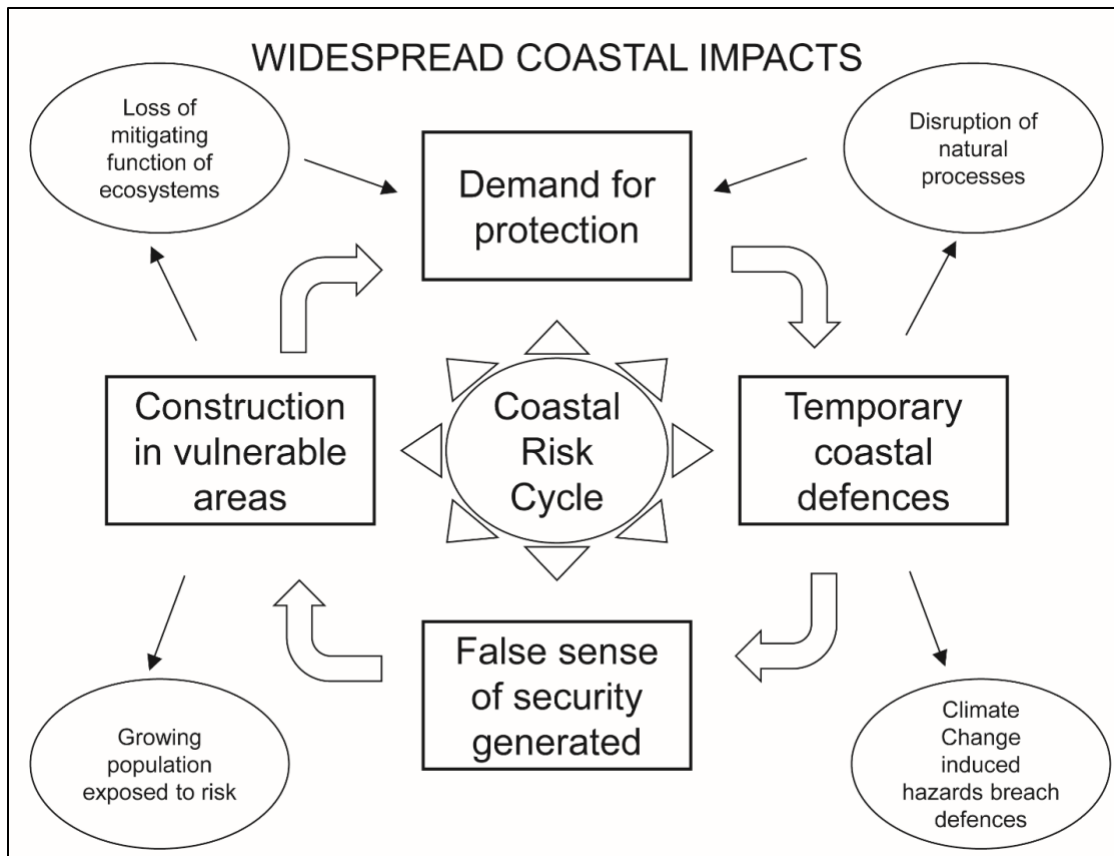 WIDESPREAD COASTAL IMPACTS
Loss of
mitigating
function of
ecosystems
Demand for
protection
Disruption of
natural
processes
Construction
in vulnerable
areas
Coastal
Risk
Cycle
Temporary
coastal
defences
False sense
of security
generated
Growing
population
exposed to risk
Climate
Change
induced
hazards breach
defences